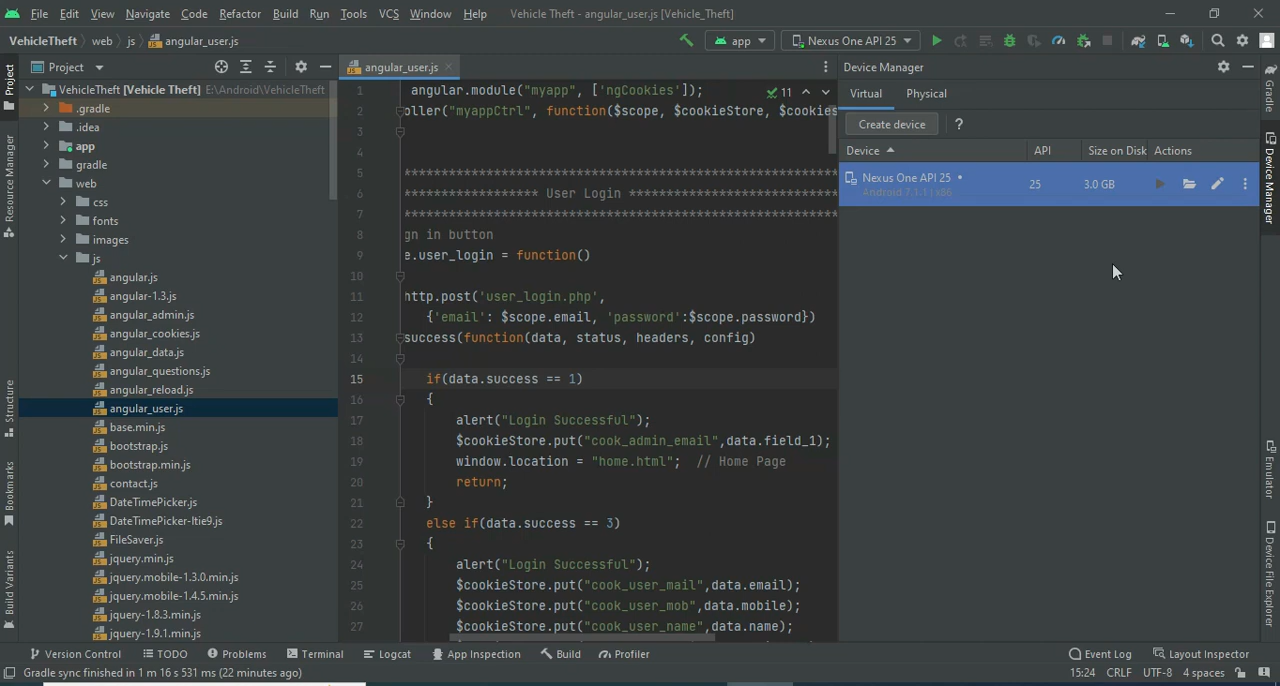 File Edit View Navigate Code Refactor Build Run Tools VCS Window Help Vehicle Theft - angular_user.js [Vehicle_Theft]
VehicleTheft web js angular_user.js app Nexus One API 25
Project
angular_user.js
Device Manager
VehicleTheft [Vehicle Theft] E:\Android\VehicleTheft
.gradle
.idea
app
gradle
web
css
fonts
images
js
angular.js
angular-1.3.js
angular_admin.js
angular_cookies.js
angular_data.js
angular_questions.js
angular_reload.js
angular_user.js
base.min.js
bootstrap.js
bootstrap.min.js
contact.js
DateTimePicker.js
DateTimePicker-ltie9.js
FileSaver.js
jquery.min.js
jquery.mobile-1.3.0.min.js
jquery.mobile-1.4.5.min.js
jquery-1.8.3.min.js
jquery-1.9.1.min.js
Project
Resource Manager
Structure
Bookmarks
Build Variants
11
1 angular.module("myapp", ['ngCookies']);
2 oller("myappCtrl", function($scope, $cookieStore, $cookies
3
4
5 *****************************************************
6 ****************** User Login **********************
7 *****************************************************
8 gn in button
9 e.user_login = function()
10
11 http.post('user_login.php',
12 {'email': $scope.email, 'password':$scope.password})
13 success(function(data, status, headers, config)
14
15 if(data.success == 1)
16 {
17 alert("Login Successful");
18 $cookieStore.put("cook_admin_email",data.field_1);
19 window.location = "home.html"; // Home Page
20 return;
21 }
22 else if(data.success == 3)
23 {
24 alert("Login Successful");
25 $cookieStore.put("cook_user_mail",data.email);
26 $cookieStore.put("cook_user_mob",data.mobile);
27 $cookieStore.put("cook_user_name",data.name);
Virtual Physical
Create device ?
Device API Size on Disk Actions
Nexus One API 25 25 3.0 GB
Android 7.1.1 x86
Gradle
Device Manager
Emulator
Device File Explorer
Version Control TODO Problems Terminal Logcat App Inspection Build Profiler Event Log Layout Inspector
Gradle sync finished in 1 m 16 s 531 ms (22 minutes ago) 15:24 CRLF UTF-8 4 spaces